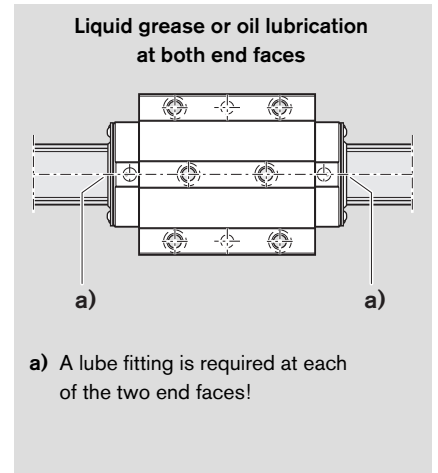 Liquid grease or oil lubrication
at both end faces
a)
a)
a) A lube fitting is required at each
of the two end faces!